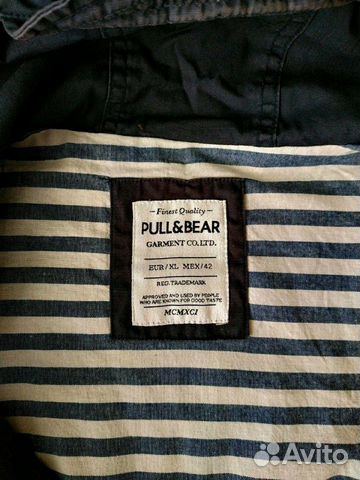 Finest Quality
PULL&BEAR
GARMENT CO. LTD.
EUR/XL MEX/42
REG. TRADEMARK
APPROVED AND USED BY PEOPLE
WHO ARE KNOWN FOR GOOD TASTE
MCMXCI
Avito